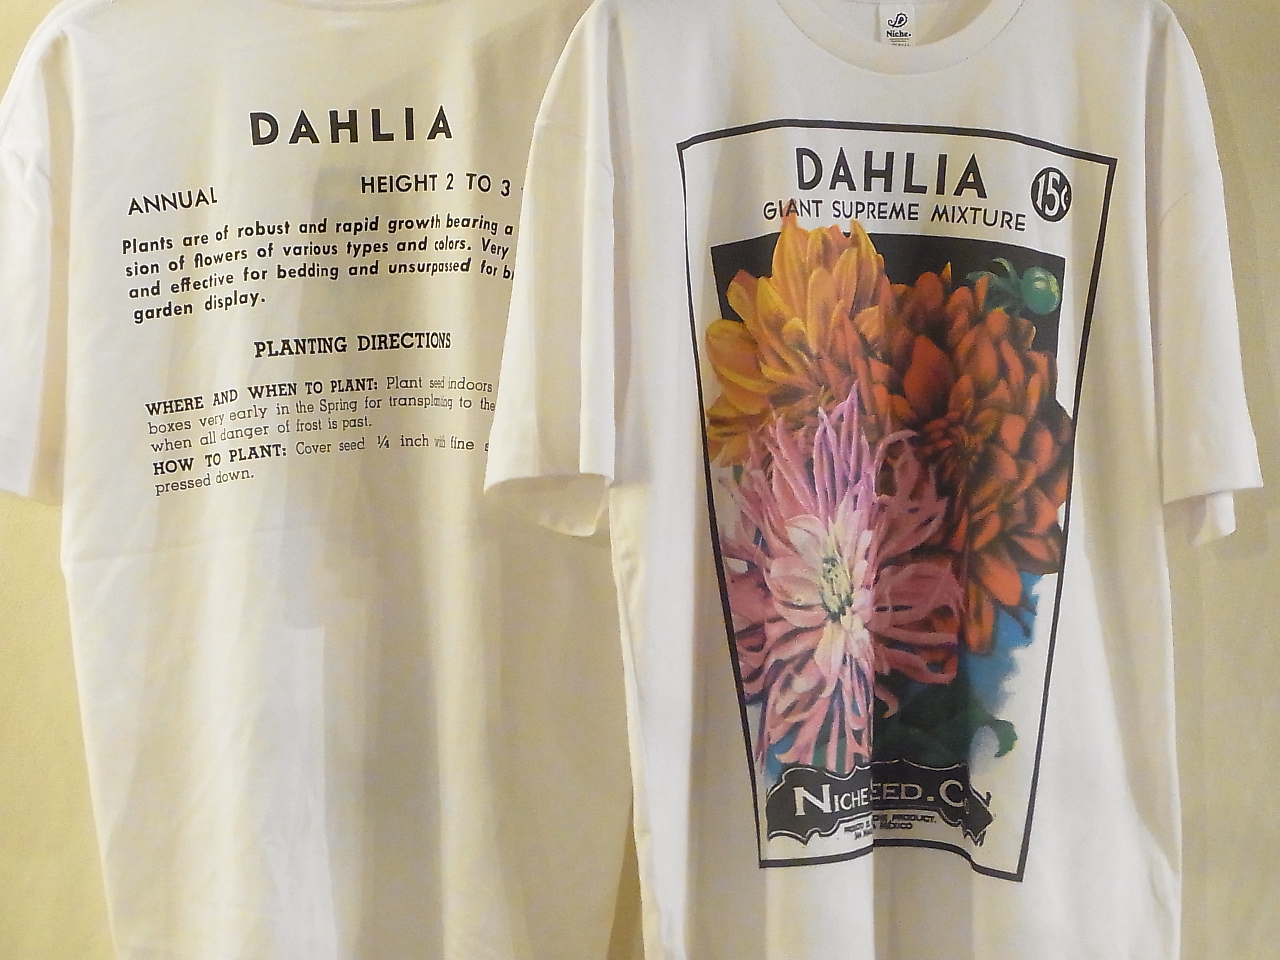 DAHLIA
ANNUAL HEIGHT 2 TO 3
Plants are of robust and rapid growth bearing a
sion of flowers of various types and colors. Very
and effective for bedding and unsurpassed for
garden display.
PLANTING DIRECTIONS
WHERE AND WHEN TO PLANT: Plant seed indoors
boxes very early in the Spring for transplanting to the
when all danger of frost is past.
HOW TO PLANT: Cover seed ¼ inch with fine
pressed down.
Niche.
DAHLIA
15¢
GIANT SUPREME MIXTURE
NICHE SEED. C
PRODUCT.
MEXICO